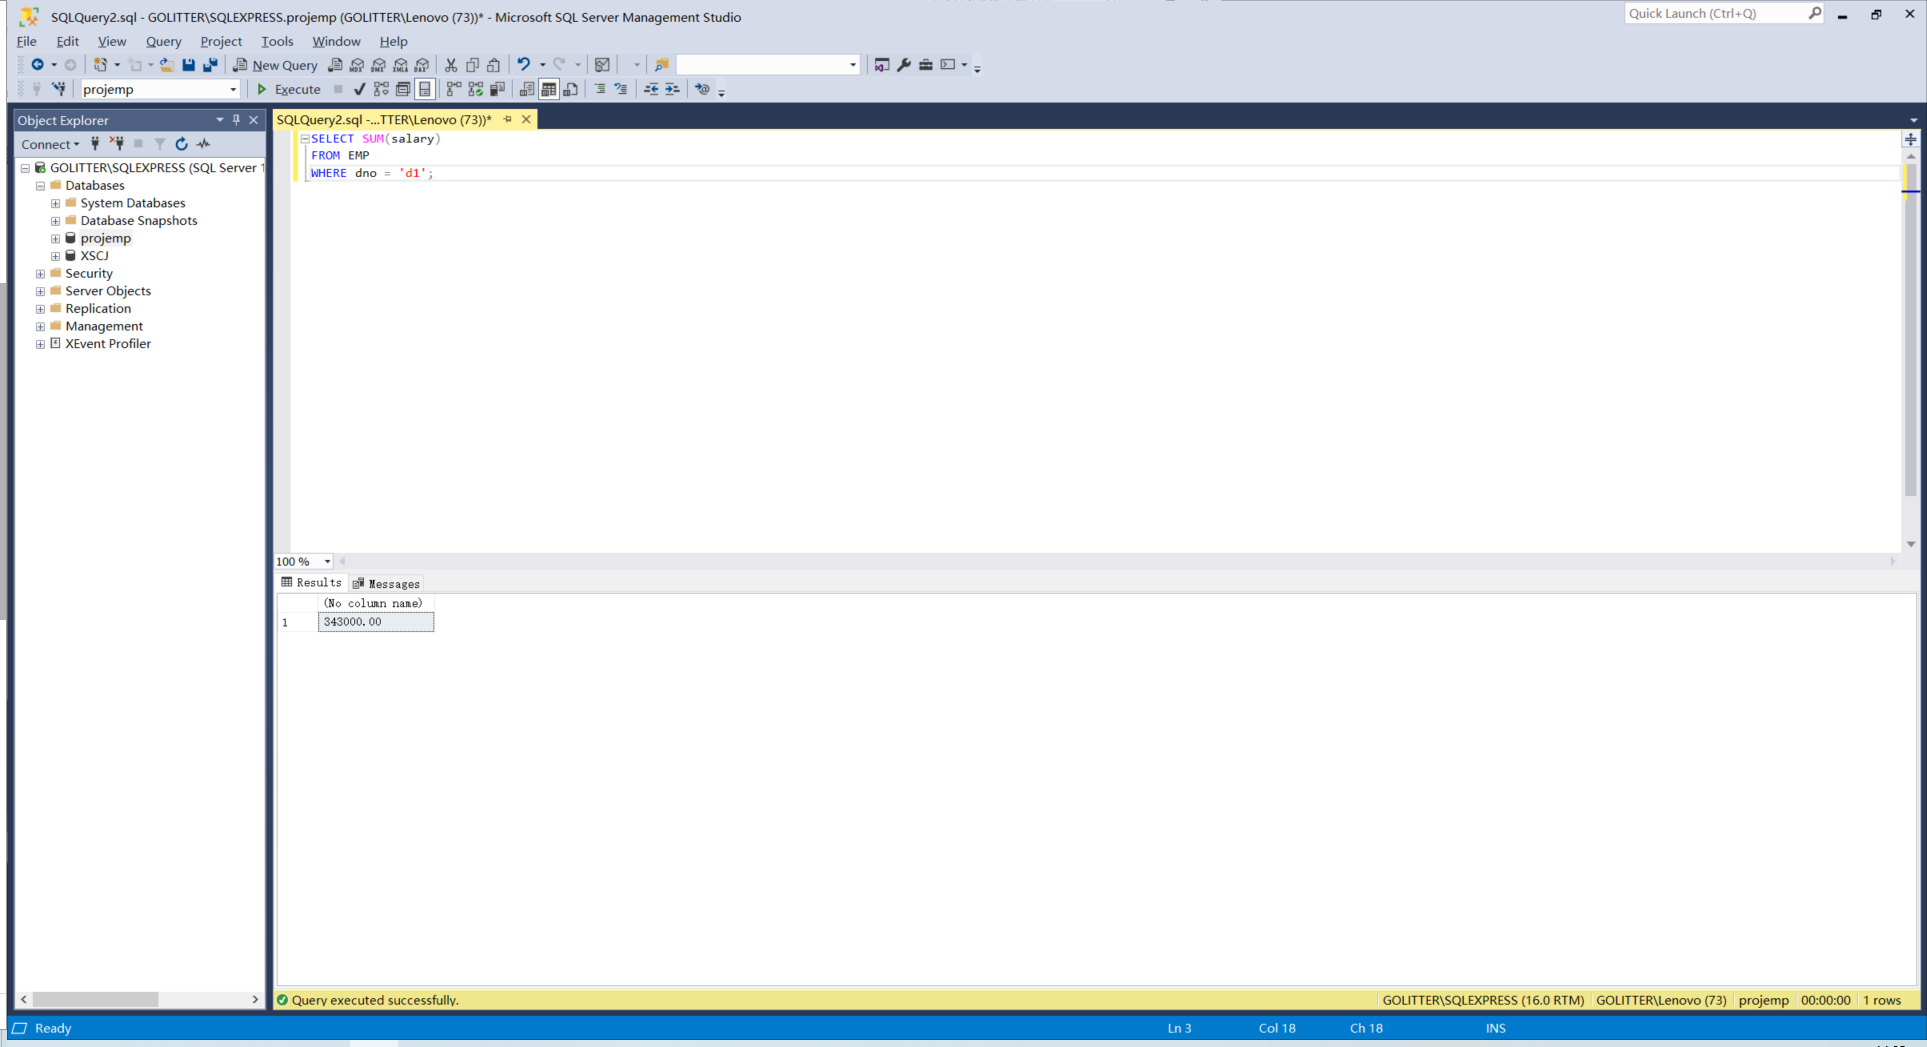 SQLQuery2.sql - GOLITTER\SQLEXPRESS.projemp (GOLITTER\Lenovo (73))* - Microsoft SQL Server Management Studio
Quick Launch (Ctrl+Q)
File Edit View Query Project Tools Window Help
New Query MDX DMX XMLA DAX
projemp Execute
Object Explorer
Connect
GOLITTER\SQLEXPRESS (SQL Server 1
Databases
System Databases
Database Snapshots
projemp
XSCJ
Security
Server Objects
Replication
Management
XEvent Profiler
SQLQuery2.sql -...TTER\Lenovo (73))*
SELECT SUM(salary)
FROM EMP
WHERE dno = 'd1';
100 %
Results Messages
(No column name)
1 343000.00
Query executed successfully. GOLITTER\SQLEXPRESS (16.0 RTM) GOLITTER\Lenovo (73) projemp 00:00:00 1 rows
Ready Ln 3 Col 18 Ch 18 INS